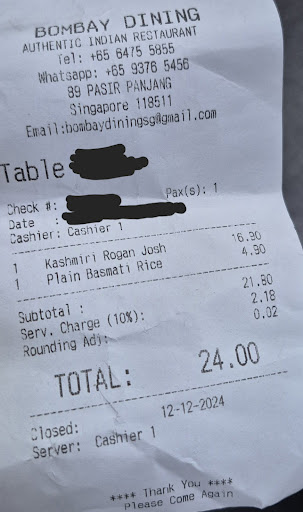 BOMBAY DINING
AUTHENTIC INDIAN RESTAURANT
Tel: +65 6475 5855
Whatsapp: +65 9376 5456
89 PASIR PANJANG
Singapore 118511
Email:bombaydiningsg@gmail.com
Table
Check #: Pax(s): 1
Date :
Cashier: Cashier 1
1 Kashmiri Rogan Josh 16.90
1 Plain Basmati Rice 4.90
Subtotal : 21.80
Serv. Charge (10%): 2.18
Rounding Adj: 0.02
TOTAL: 24.00
Closed: 12-12-2024
Server: Cashier 1
**** Thank You ****
Please Come Again